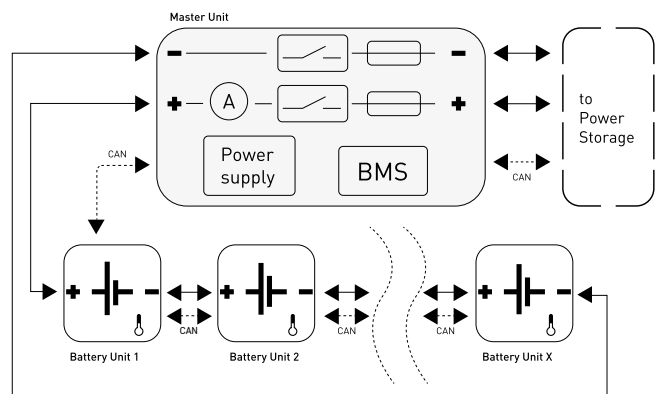 Master Unit
A
to
Power
Storage
CAN
Power
supply
BMS
CAN
CAN
CAN
CAN
Battery Unit 1
Battery Unit 2
Battery Unit X